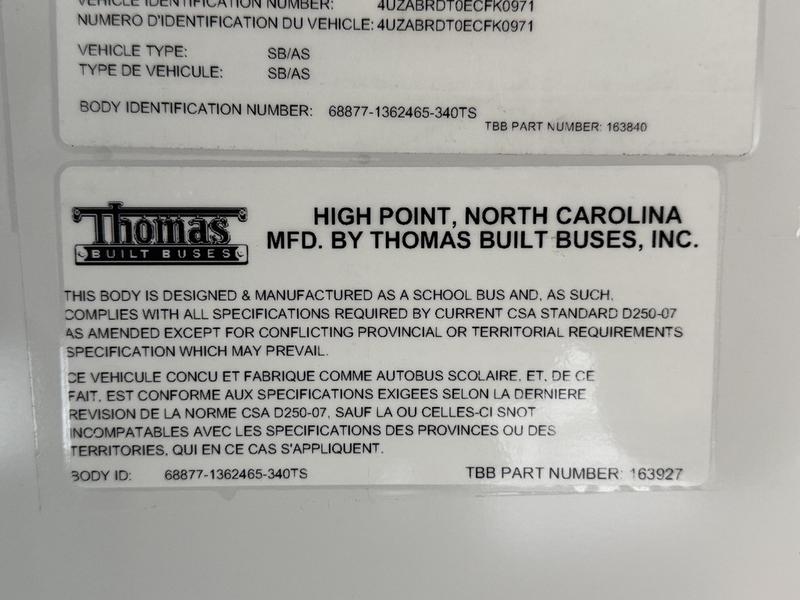 VEHICLE IDENTIFICATION NUMBER: 4UZABRDT0ECFK0971
NUMERO D'IDENTIFICATION DU VEHICLE: 4UZABRDT0ECFK0971
VEHICLE TYPE: SB/AS
TYPE DE VEHICULE: SB/AS
BODY IDENTIFICATION NUMBER: 68877-1362465-340TS
TBB PART NUMBER: 163840
Thomas
BUILT BUSES
HIGH POINT, NORTH CAROLINA
MFD. BY THOMAS BUILT BUSES, INC.
THIS BODY IS DESIGNED & MANUFACTURED AS A SCHOOL BUS AND, AS SUCH,
COMPLIES WITH ALL SPECIFICATIONS REQUIRED BY CURRENT CSA STANDARD D250-07
AS AMENDED EXCEPT FOR CONFLICTING PROVINCIAL OR TERRITORIAL REQUIREMENTS
SPECIFICATION WHICH MAY PREVAIL.
CE VEHICULE CONCU ET FABRIQUE COMME AUTOBUS SCOLAIRE, ET, DE CE
FAIT, EST CONFORME AUX SPECIFICATIONS EXIGEES SELON LA DERNIERE
REVISION DE LA NORME CSA D250-07, SAUF LA OU CELLES-CI SNOT
INCOMPATABLES AVEC LES SPECIFICATIONS DES PROVINCES OU DES
TERRITORIES, QUI EN CE CAS S'APPLIQUENT.
BODY ID: 68877-1362465-340TS
TBB PART NUMBER: 163927